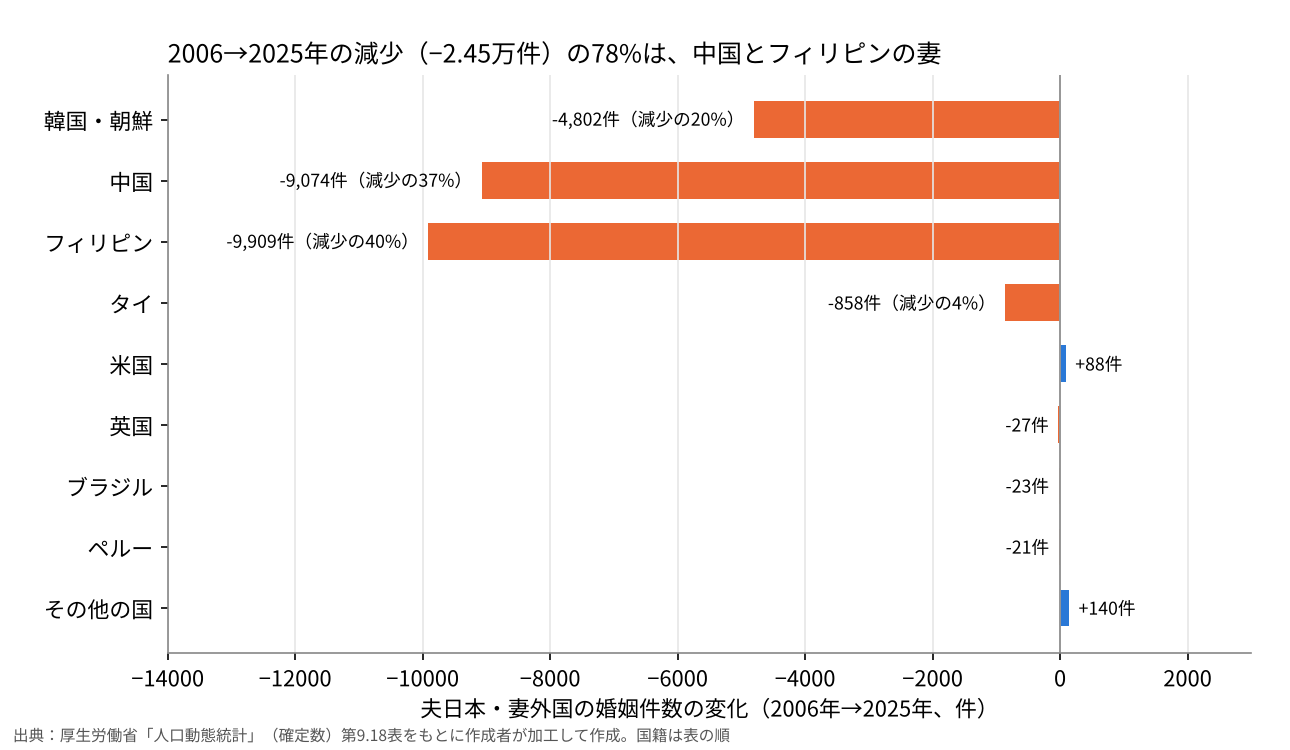 2006→2025年の減少（−2.45万件）の78%は、中国とフィリピンの妻
韓国・朝鮮
-4,802件（減少の20%）
中国
-9,074件（減少の37%）
フィリピン
-9,909件（減少の40%）
タイ
-858件（減少の4%）
米国
+88件
英国
-27件
ブラジル
-23件
ペルー
-21件
その他の国
+140件
−14000 −12000 −10000 −8000 −6000 −4000 −2000 0 2000
夫日本・妻外国の婚姻件数の変化（2006年→2025年、件）
出典：厚生労働省「人口動態統計」（確定数）第9.18表をもとに作成者が加工して作成。国籍は表の順